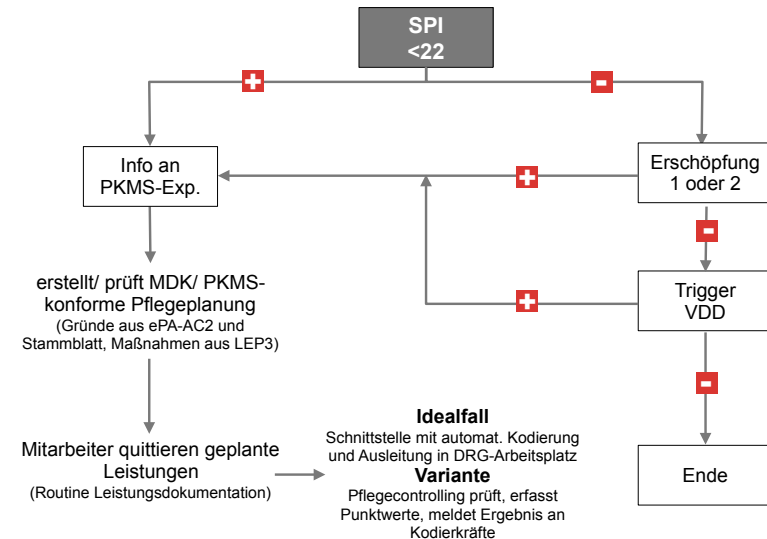 SPI
<22
+
-
Info an
PKMS-Exp.
+
Erschöpfung
1 oder 2
-
erstellt/ prüft MDK/ PKMS-
konforme Pflegeplanung
(Gründe aus ePA-AC2 und
Stammblatt, Maßnahmen aus LEP3)
+
Trigger
VDD
-
Mitarbeiter quittieren geplante
Leistungen
(Routine Leistungsdokumentation)
Idealfall
Schnittstelle mit automat. Kodierung
und Ausleitung in DRG-Arbeitsplatz
Variante
Pflegecontrolling prüft, erfasst
Punktwerte, meldet Ergebnis an
Kodierkräfte
Ende